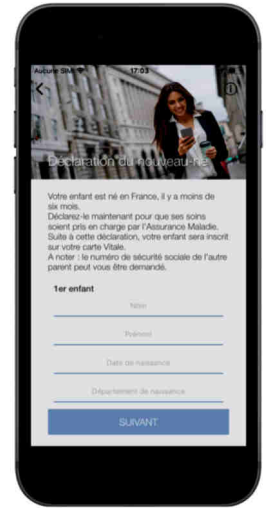 Aucune SIM
17:03
Déclaration du nouveau-né
Votre enfant est né en France, il y a moins de
six mois.
Déclarez-le maintenant pour que ses soins
soient pris en charge par l'Assurance Maladie.
Suite à cette déclaration, votre enfant sera inscrit
sur votre carte Vitale.
A noter : le numéro de sécurité sociale de l'autre
parent peut vous être demandé.
1er enfant
Nom
Prénom
Date de naissance
Département de naissance
SUIVANT